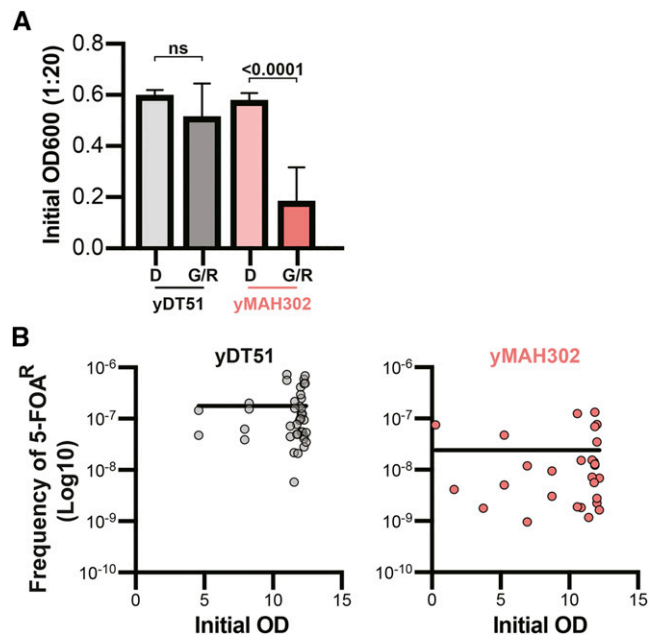 A
Initial OD600 (1:20)
0.8
0.6
0.4
0.2
0.0
ns
<0.0001
D G/R D G/R
yDT51 yMAH302
B
yDT51 yMAH302
Frequency of 5-FOA^R
(Log10)
10^-6
10^-7
10^-8
10^-9
10^-10
0 5 10 15
Initial OD
10^-6
10^-7
10^-8
10^-9
10^-10
0 5 10 15
Initial OD